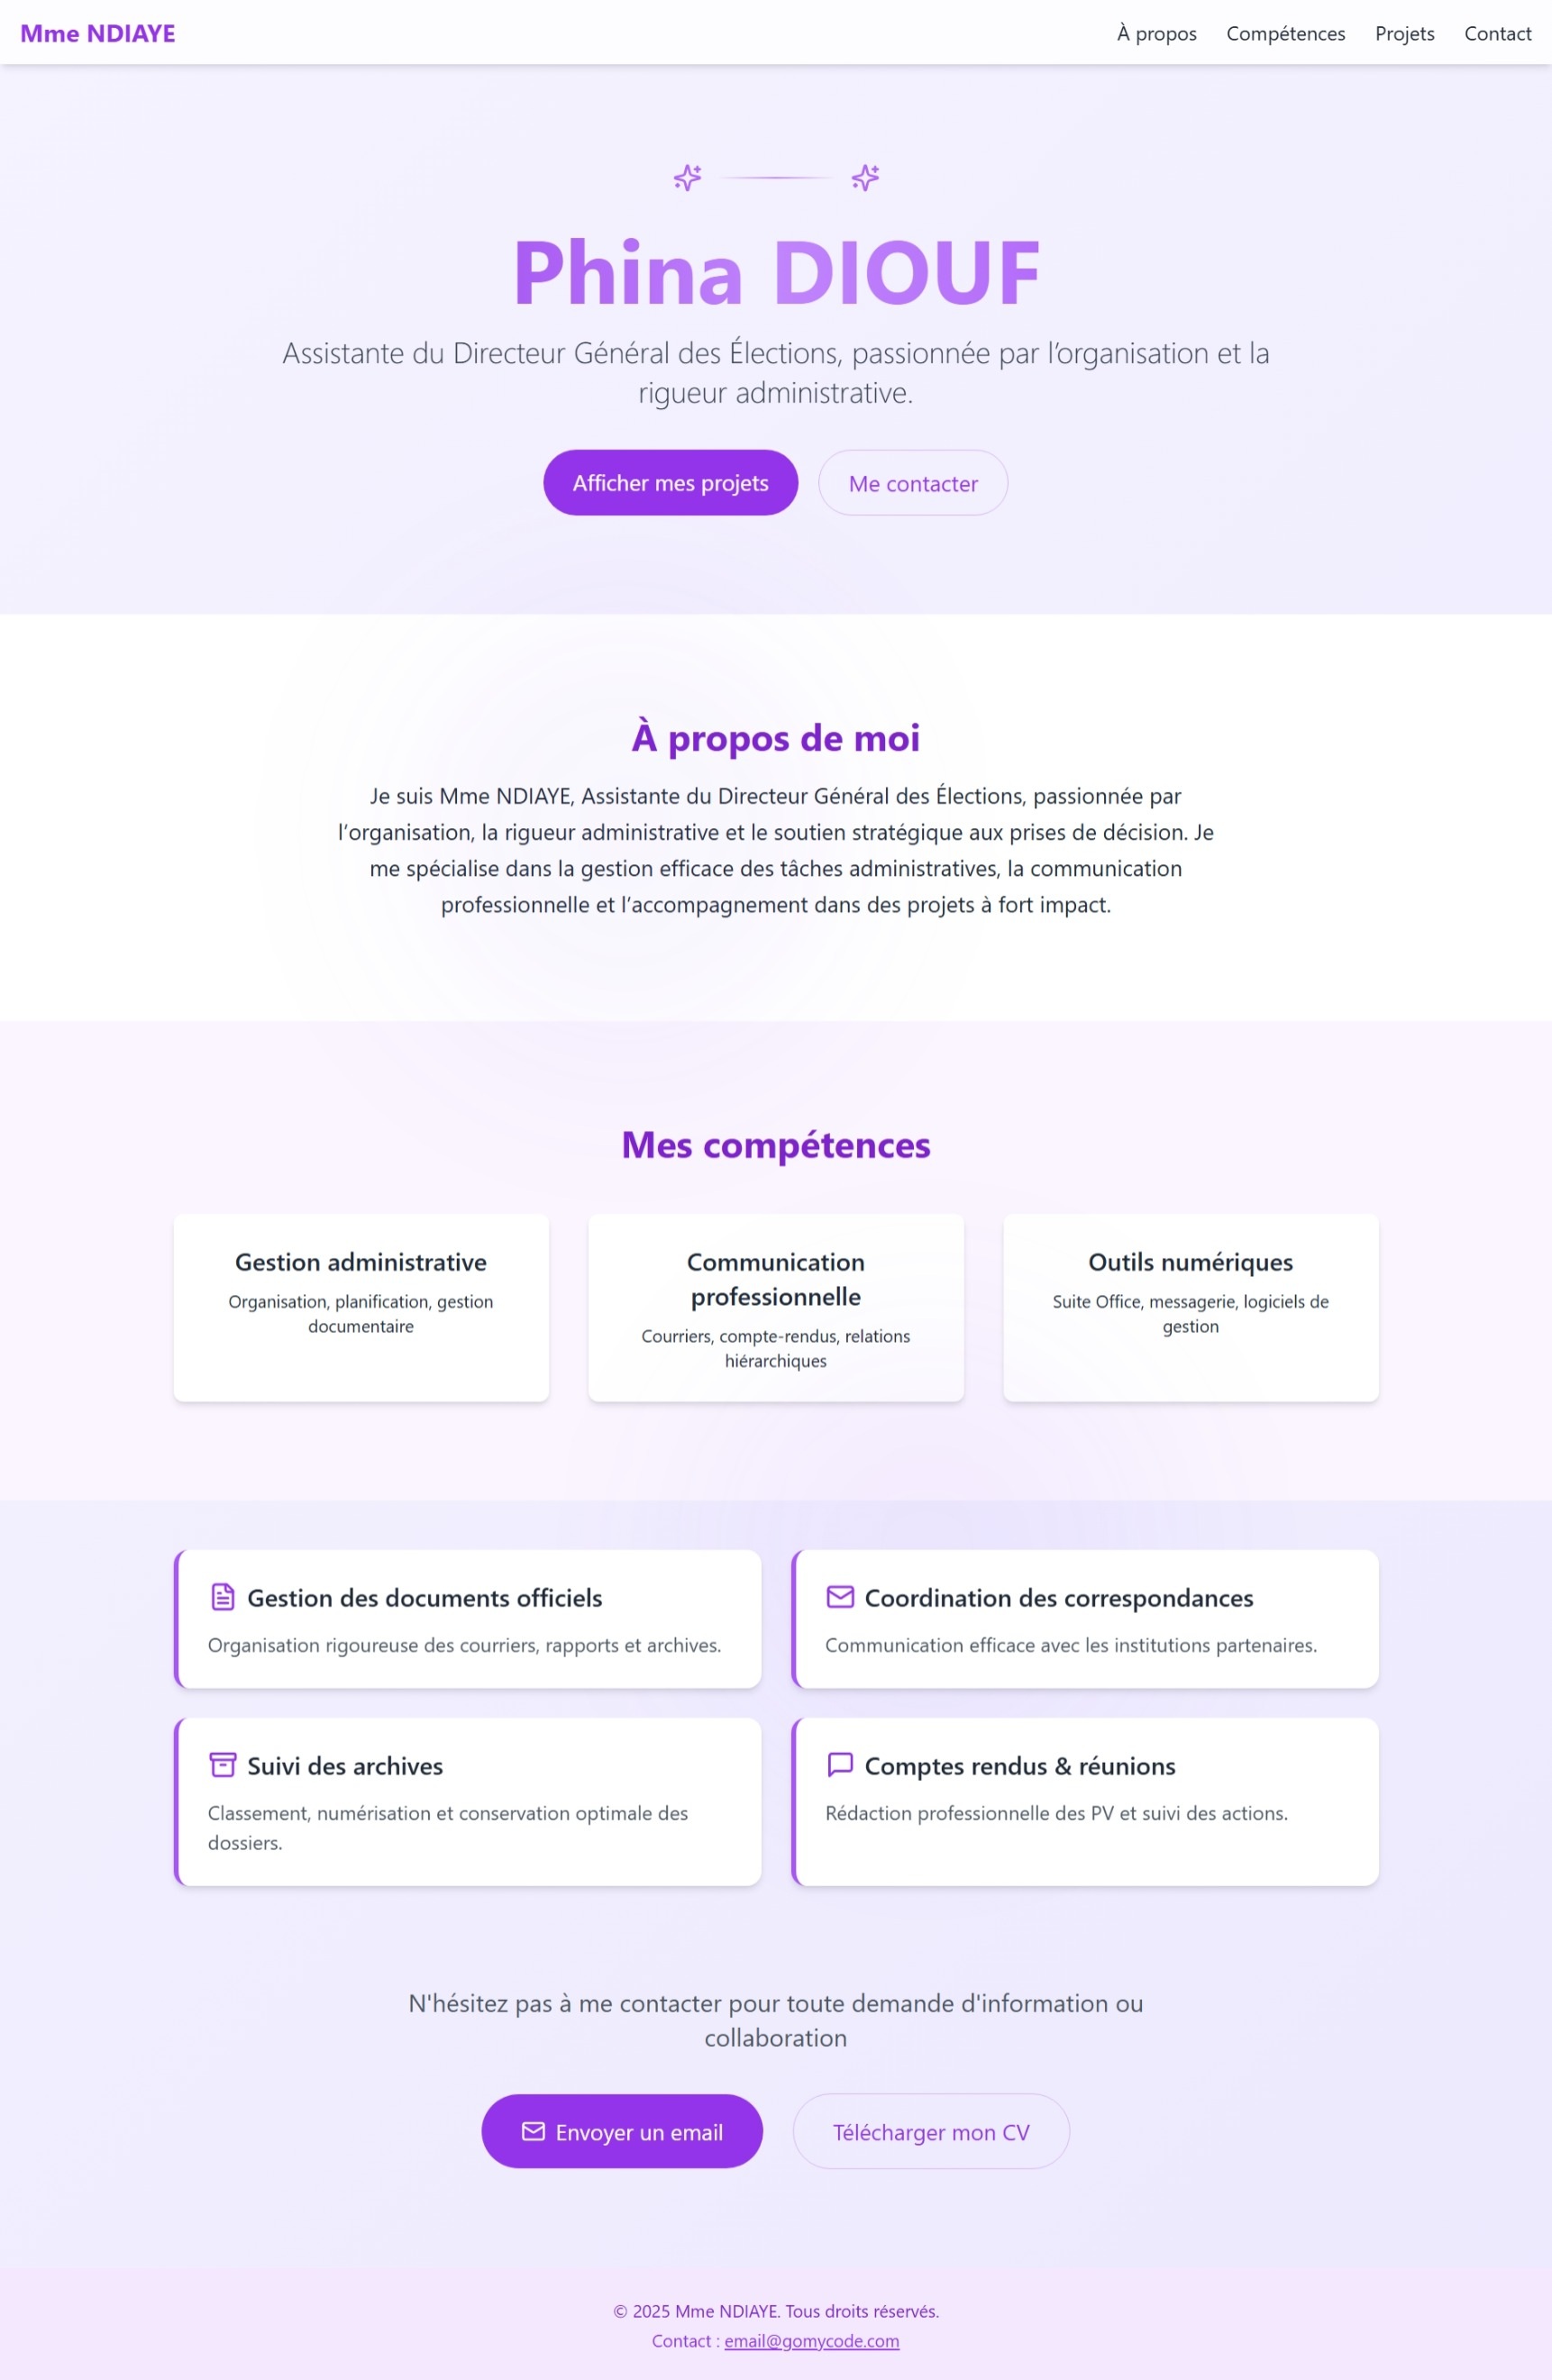 Mme NDIAYE
À propos
Compétences
Projets
Contact
Phina DIOUF
Assistante du Directeur Général des Élections, passionnée par l’organisation et la
rigueur administrative.
Afficher mes projets
Me contacter
À propos de moi
Je suis Mme NDIAYE, Assistante du Directeur Général des Élections, passionnée par
l’organisation, la rigueur administrative et le soutien stratégique aux prises de décision. Je
me spécialise dans la gestion efficace des tâches administratives, la communication
professionnelle et l’accompagnement dans des projets à fort impact.
Mes compétences
Gestion administrative
Organisation, planification, gestion
documentaire
Communication
professionnelle
Courriers, compte-rendus, relations
hiérarchiques
Outils numériques
Suite Office, messagerie, logiciels de
gestion
Gestion des documents officiels
Organisation rigoureuse des courriers, rapports et archives.
Coordination des correspondances
Communication efficace avec les institutions partenaires.
Suivi des archives
Classement, numérisation et conservation optimale des
dossiers.
Comptes rendus & réunions
Rédaction professionnelle des PV et suivi des actions.
N'hésitez pas à me contacter pour toute demande d'information ou
collaboration
Envoyer un email
Télécharger mon CV
© 2025 Mme NDIAYE. Tous droits réservés.
Contact : email@gomycode.com